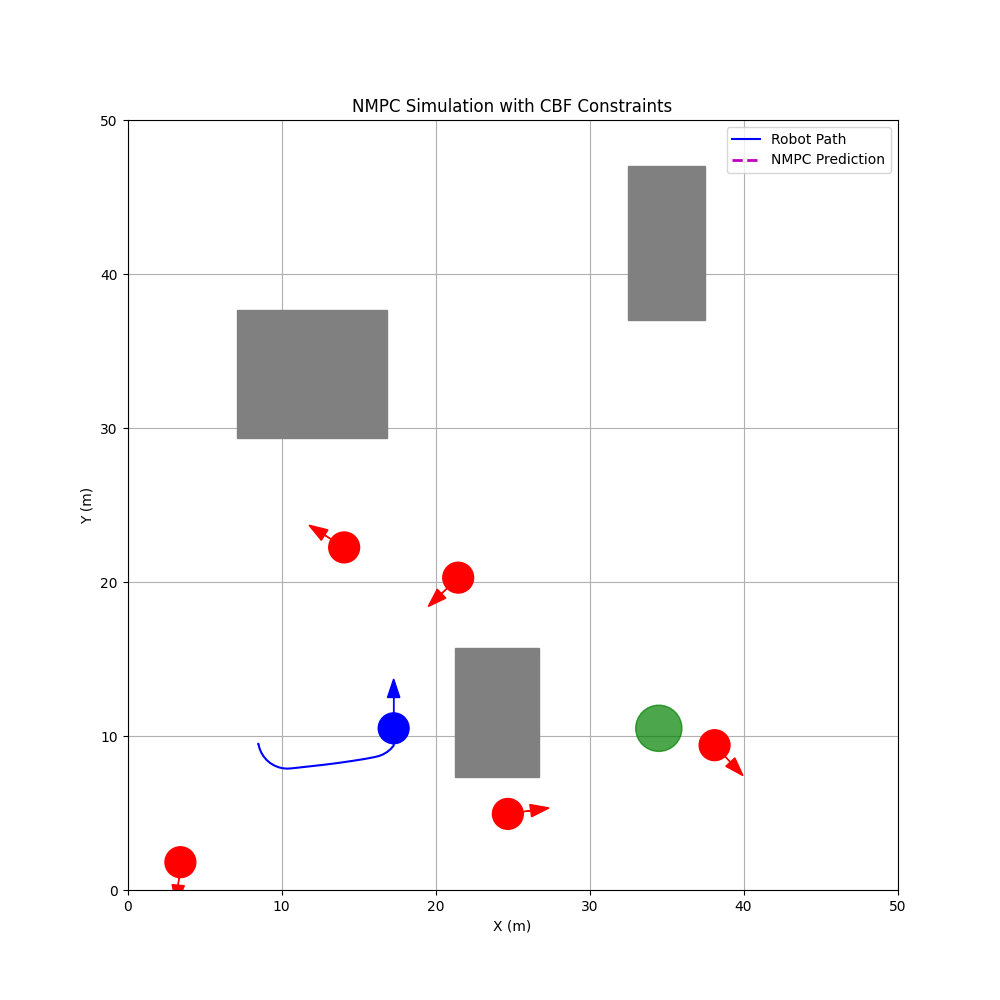 NMPC Simulation with CBF Constraints
Robot Path
NMPC Prediction
Y (m)
50
40
30
20
10
0
0 10 20 30 40 50
X (m)